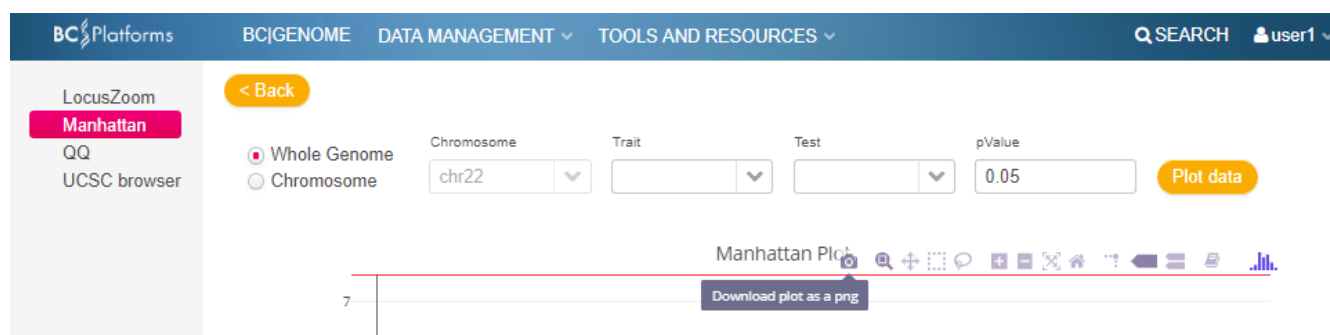 BC Platforms BC|GENOME DATA MANAGEMENT TOOLS AND RESOURCES SEARCH user1
< Back
LocusZoom
Manhattan
QQ
UCSC browser
Whole Genome
Chromosome
Chromosome Trait Test pValue
chr22 0.05 Plot data
Manhattan Plot
Download plot as a png
7